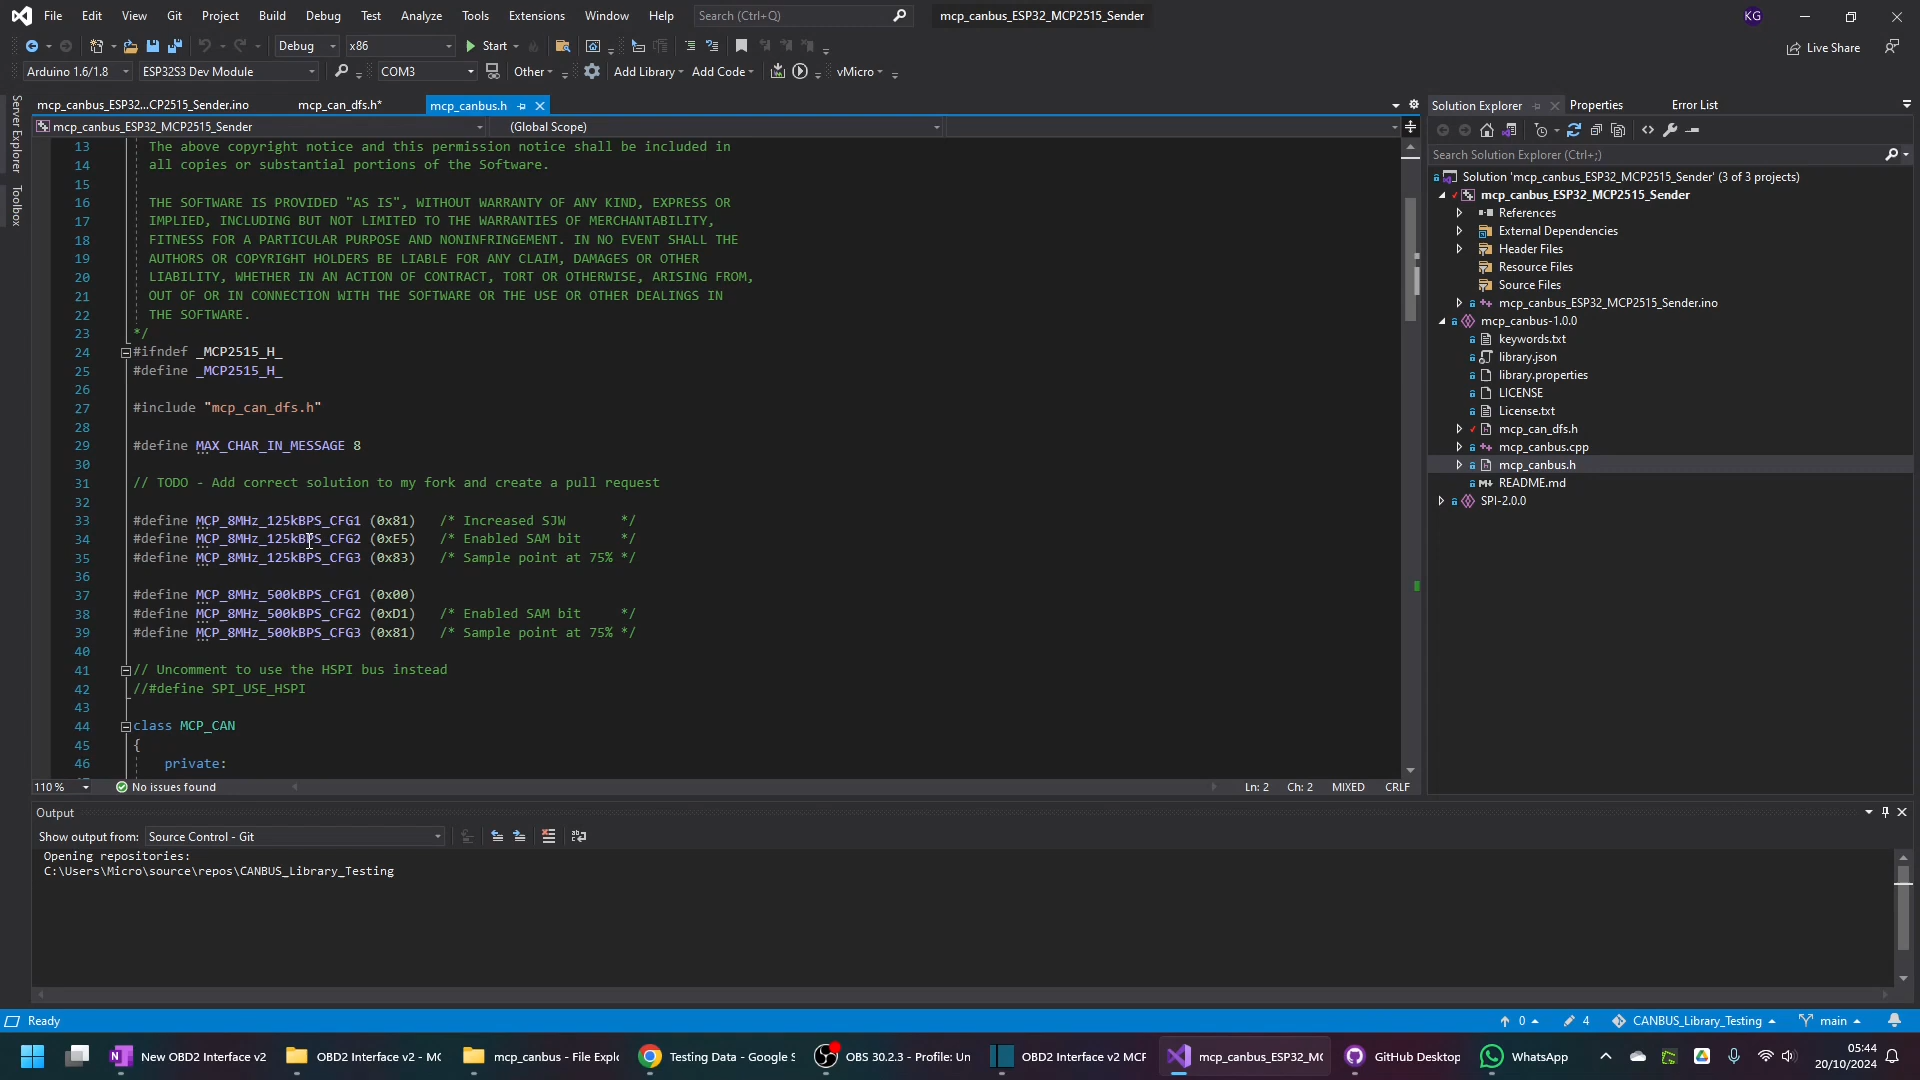 File Edit View Git Project Build Debug Test Analyze Tools Extensions Window Help Search (Ctrl+Q) mcp_canbus_ESP32_MCP2515_Sender KG
Debug x86 Start Live Share
Arduino 1.6/1.8 ESP32S3 Dev Module COM3 Other Add Library Add Code vMicro
Server Explorer
Toolbox
mcp_canbus_ESP32...CP2515_Sender.ino mcp_can_dfs.h* mcp_canbus.h
mcp_canbus_ESP32_MCP2515_Sender (Global Scope)
13 The above copyright notice and this permission notice shall be included in
14 all copies or substantial portions of the Software.
15
16 THE SOFTWARE IS PROVIDED "AS IS", WITHOUT WARRANTY OF ANY KIND, EXPRESS OR
17 IMPLIED, INCLUDING BUT NOT LIMITED TO THE WARRANTIES OF MERCHANTABILITY,
18 FITNESS FOR A PARTICULAR PURPOSE AND NONINFRINGEMENT. IN NO EVENT SHALL THE
19 AUTHORS OR COPYRIGHT HOLDERS BE LIABLE FOR ANY CLAIM, DAMAGES OR OTHER
20 LIABILITY, WHETHER IN AN ACTION OF CONTRACT, TORT OR OTHERWISE, ARISING FROM,
21 OUT OF OR IN CONNECTION WITH THE SOFTWARE OR THE USE OR OTHER DEALINGS IN
22 THE SOFTWARE.
23 */
24 #ifndef _MCP2515_H_
25 #define _MCP2515_H_
26
27 #include "mcp_can_dfs.h"
28
29 #define MAX_CHAR_IN_MESSAGE 8
30
31 // TODO - Add correct solution to my fork and create a pull request
32
33 #define MCP_8MHz_125kBPS_CFG1 (0x81) /* Increased SJW */
34 #define MCP_8MHz_125kBPS_CFG2 (0xE5) /* Enabled SAM bit */
35 #define MCP_8MHz_125kBPS_CFG3 (0x83) /* Sample point at 75% */
36
37 #define MCP_8MHz_500kBPS_CFG1 (0x00)
38 #define MCP_8MHz_500kBPS_CFG2 (0xD1) /* Enabled SAM bit */
39 #define MCP_8MHz_500kBPS_CFG3 (0x81) /* Sample point at 75% */
40
41 // Uncomment to use the HSPI bus instead
42 //#define SPI_USE_HSPI
43
44 class MCP_CAN
45 {
46 private:
110 % No issues found Ln: 2 Ch: 2 MIXED CRLF
Solution Explorer Properties Error List
Search Solution Explorer (Ctrl+;)
Solution 'mcp_canbus_ESP32_MCP2515_Sender' (3 of 3 projects)
mcp_canbus_ESP32_MCP2515_Sender
References
External Dependencies
Header Files
Resource Files
Source Files
mcp_canbus_ESP32_MCP2515_Sender.ino
mcp_canbus-1.0.0
keywords.txt
library.json
library.properties
LICENSE
License.txt
mcp_can_dfs.h
mcp_canbus.cpp
mcp_canbus.h
README.md
SPI-2.0.0
Output
Show output from: Source Control - Git
Opening repositories:
C:\Users\Micro\source\repos\CANBUS_Library_Testing
Ready 0 4 CANBUS_Library_Testing main
New OBD2 Interface v2 OBD2 Interface v2 - MC mcp_canbus - File Explo Testing Data - Google S OBS 30.2.3 - Profile: Un OBD2 Interface v2 MCP mcp_canbus_ESP32_MC GitHub Desktop WhatsApp 05:44
20/10/2024